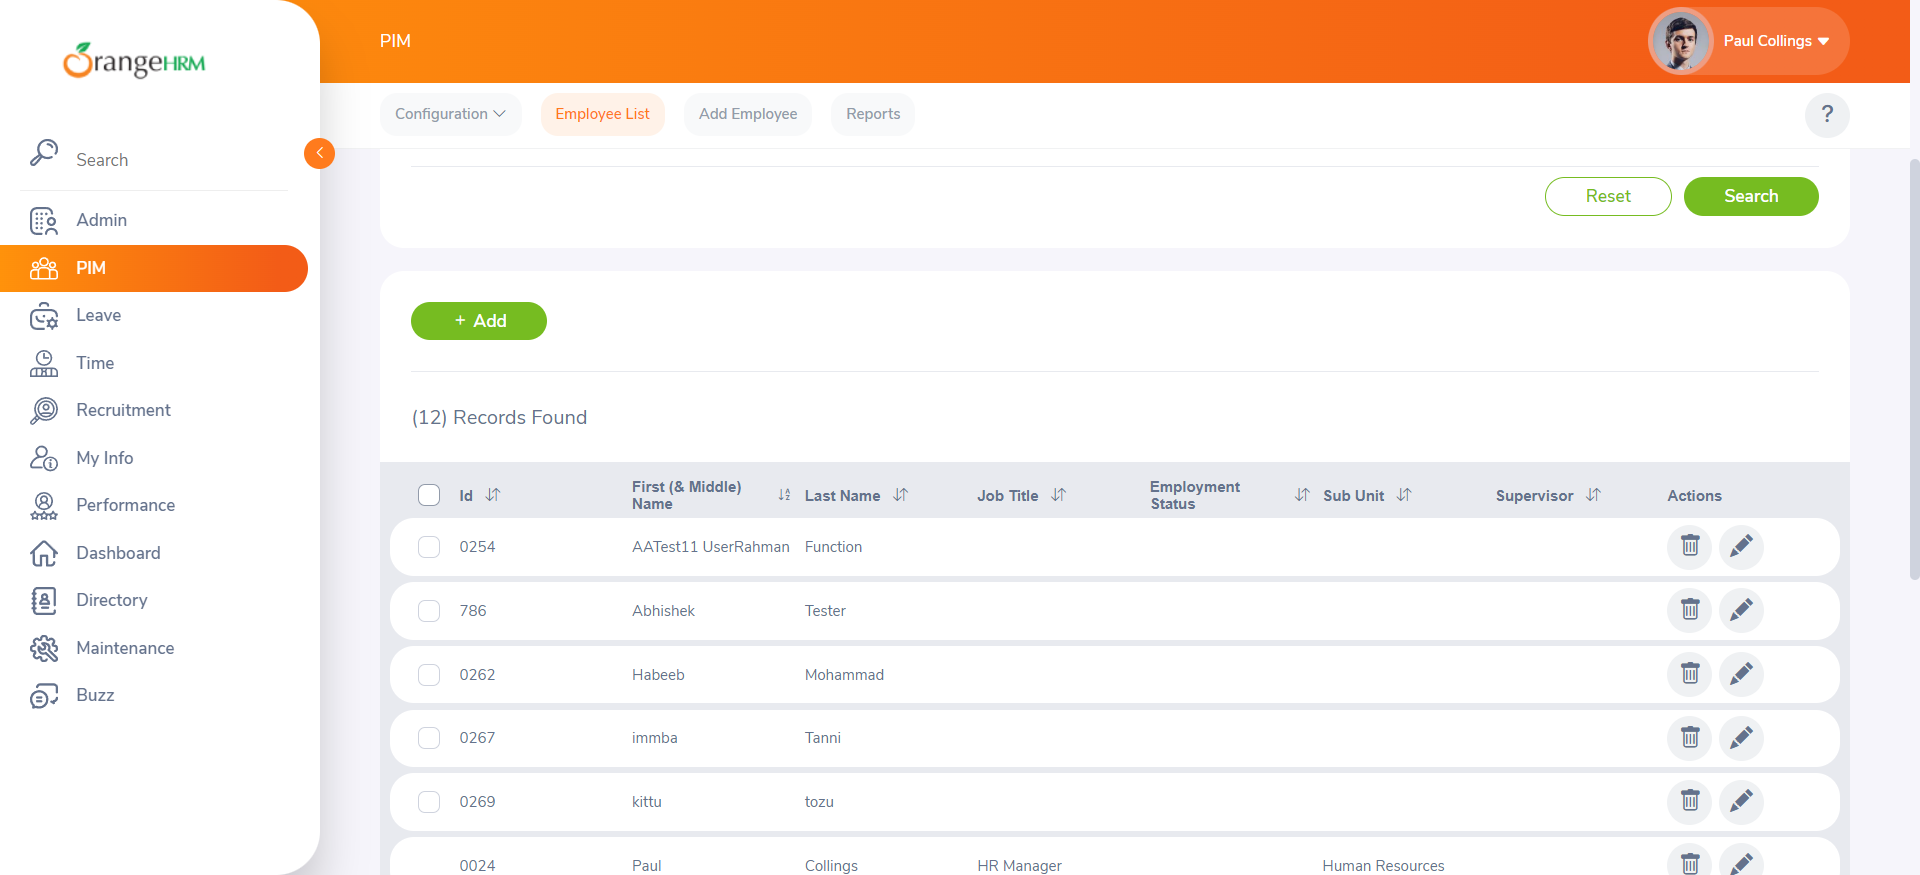 OrangeHRM
PIM
Paul Collings
Configuration
Employee List
Add Employee
Reports
?
Search
Admin
PIM
Leave
Time
Recruitment
My Info
Performance
Dashboard
Directory
Maintenance
Buzz
Reset
Search
+ Add
(12) Records Found
Id First (& Middle) Name Last Name Job Title Employment Status Sub Unit Supervisor Actions
0254 AATest11 UserRahman Function
786 Abhishek Tester
0262 Habeeb Mohammad
0267 immba Tanni
0269 kittu tozu
0024 Paul Collings HR Manager Human Resources